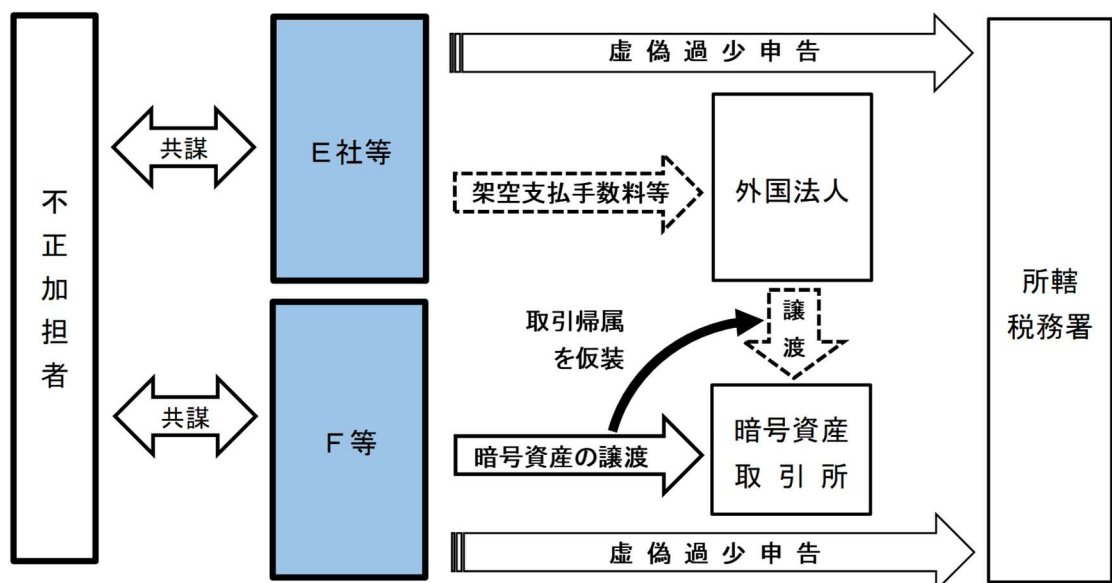 不正加担者
共謀
共謀
E社等
F等
虚偽過少申告
架空支払手数料等
外国法人
譲渡
取引帰属
を仮装
暗号資産の譲渡
暗号資産
取引所
虚偽過少申告
所轄
税務署